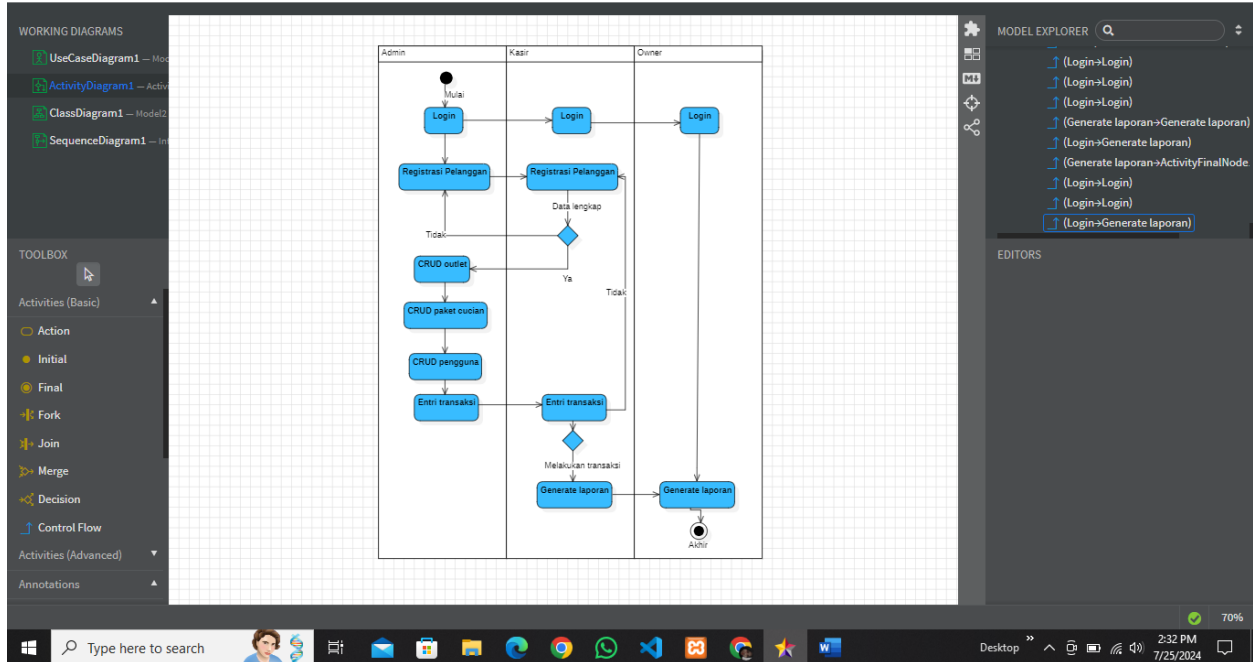 WORKING DIAGRAMS
UseCaseDiagram1 — Mod
ActivityDiagram1 — Activi
ClassDiagram1 — Model2
SequenceDiagram1 — Int
TOOLBOX
Activities (Basic)
Action
Initial
Final
Fork
Join
Merge
Decision
Control Flow
Activities (Advanced)
Annotations
Admin
Kasir
Owner
Mulai
Login
Login
Login
Registrasi Pelanggan
Registrasi Pelanggan
Data lengkap
Tidak
CRUD outlet
Ya
Tidak
CRUD paket cucian
CRUD pengguna
Entri transaksi
Entri transaksi
Melakukan transaksi
Generate laporan
Generate laporan
Akhir
MODEL EXPLORER
(Login→Login)
(Login→Login)
(Login→Login)
(Generate laporan→Generate laporan)
(Login→Generate laporan)
(Generate laporan→ActivityFinalNode
(Login→Login)
(Login→Login)
(Login→Generate laporan)
EDITORS
70%
Type here to search
Desktop
2:32 PM
7/25/2024